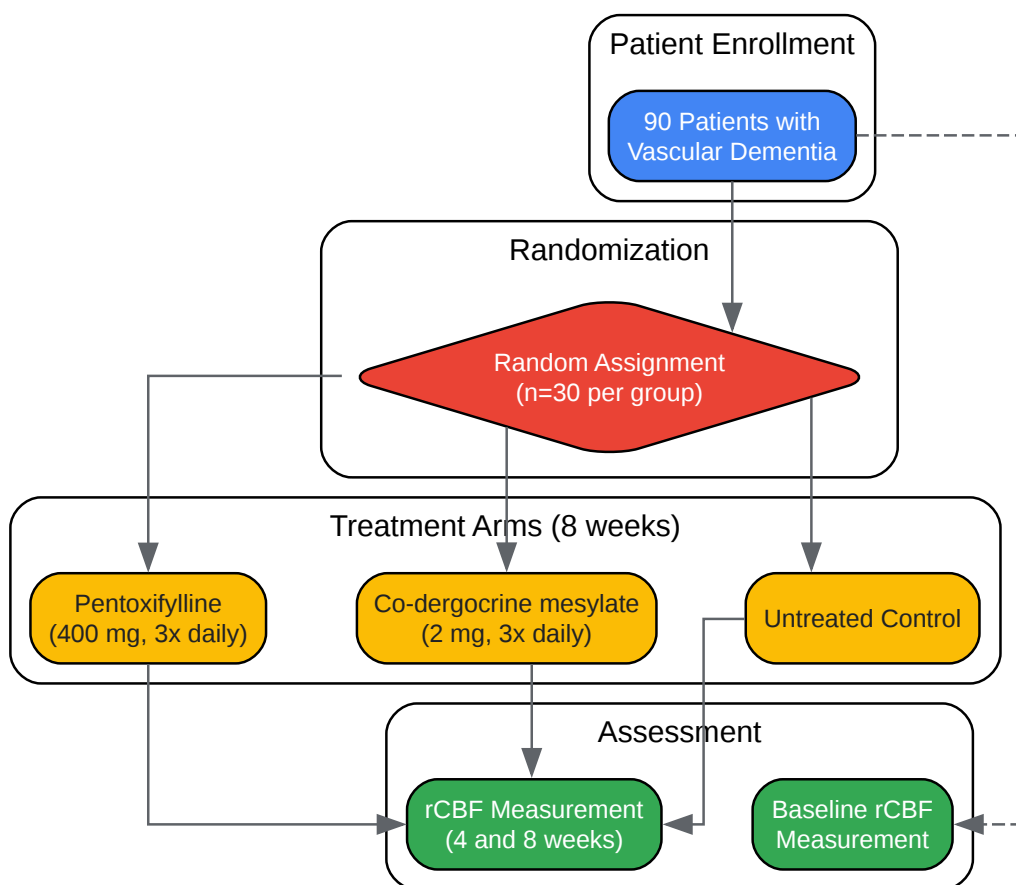 Patient Enrollment
90 Patients with
Vascular Dementia
Randomization
Random Assignment
(n=30 per group)
Treatment Arms (8 weeks)
Pentoxifylline
(400 mg, 3x daily)
Co-dergocrine mesylate
(2 mg, 3x daily)
Untreated Control
Assessment
rCBF Measurement
(4 and 8 weeks)
Baseline rCBF
Measurement